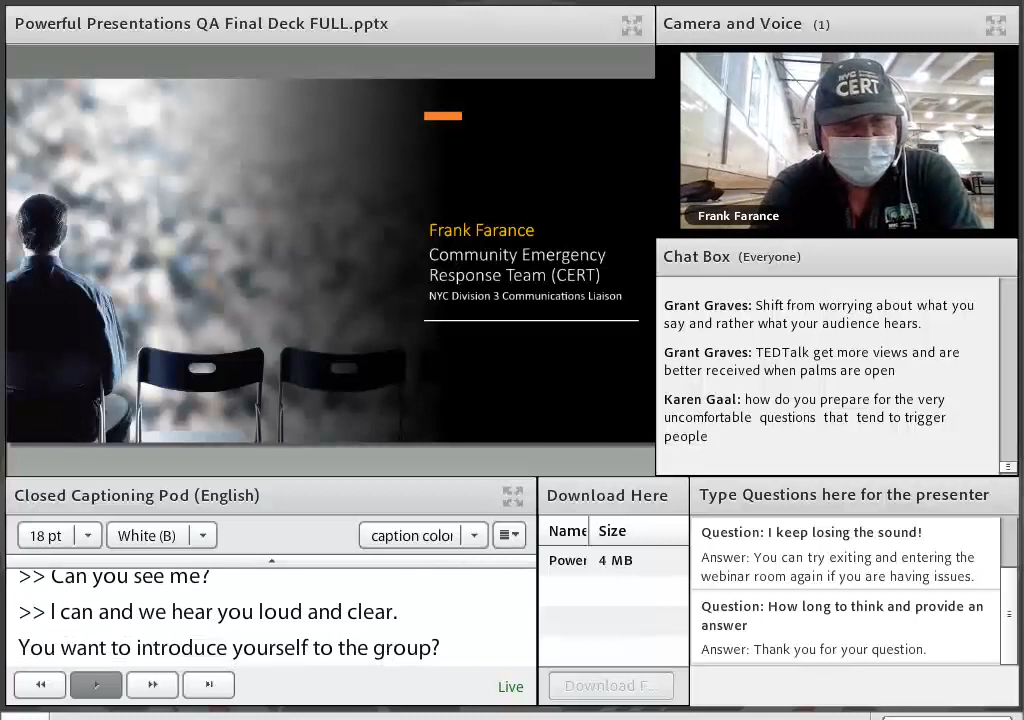 Powerful Presentations QA Final Deck FULL.pptx
Frank Farance
Community Emergency
Response Team (CERT)
NYC Division 3 Communications Liaison
Camera and Voice (1)
NYC
CERT
Frank Farance
Chat Box (Everyone)
Grant Graves: Shift from worrying about what you
say and rather what your audience hears.
Grant Graves: TEDTalk get more views and are
better received when palms are open
Karen Gaal: how do you prepare for the very
uncomfortable questions that tend to trigger
people
Closed Captioning Pod (English)
18 pt
White (B)
caption color
>> Can you see me?
>> I can and we hear you loud and clear.
You want to introduce yourself to the group?
Live
Download Here
Name Size
Power 4 MB
Download F...
Type Questions here for the presenter
Question: I keep losing the sound!
Answer: You can try exiting and entering the
webinar room again if you are having issues.
Question: How long to think and provide an
answer
Answer: Thank you for your question.